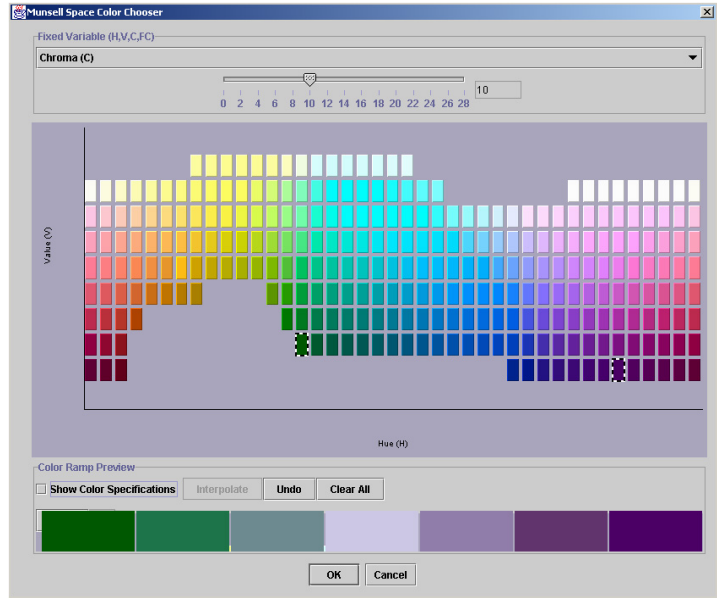 Munsell Space Color Chooser
Fixed Variable (H,V,C,FC)
Chroma (C)
0 2 4 6 8 10 12 14 16 18 20 22 24 26 28
10
Value (V)
Hue (H)
Color Ramp Preview
Show Color Specifications Interpolate Undo Clear All
OK Cancel